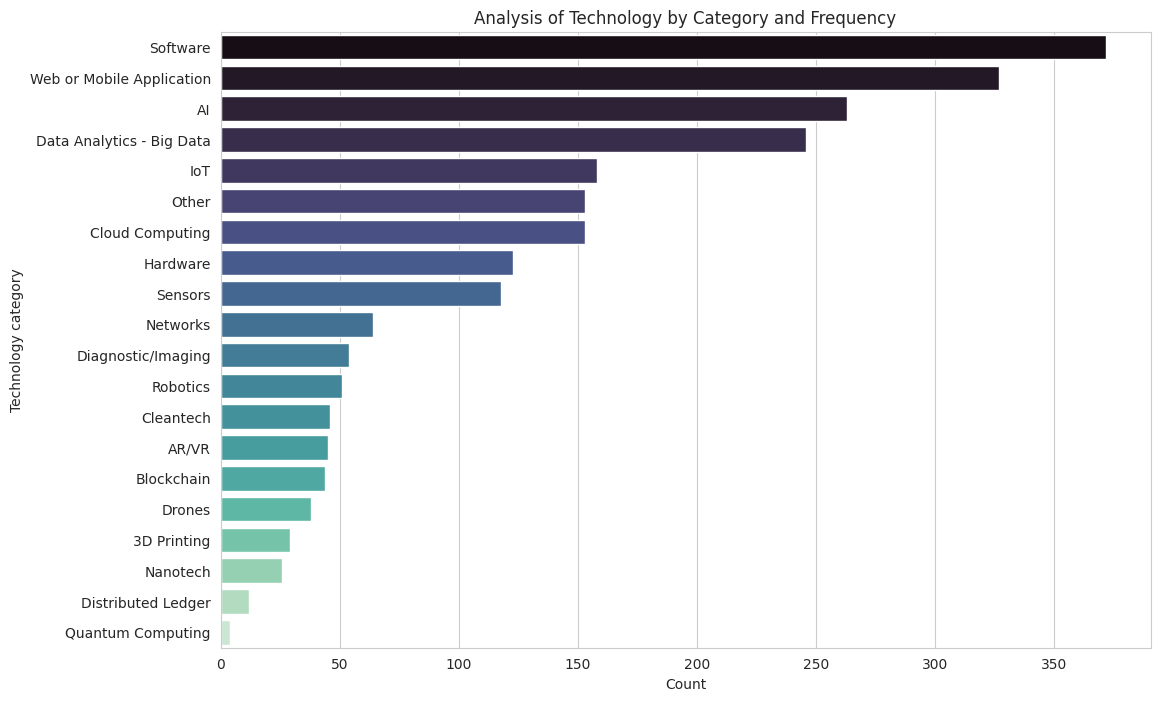 Analysis of Technology by Category and Frequency
Technology category
Software
Web or Mobile Application
AI
Data Analytics - Big Data
IoT
Other
Cloud Computing
Hardware
Sensors
Networks
Diagnostic/Imaging
Robotics
Cleantech
AR/VR
Blockchain
Drones
3D Printing
Nanotech
Distributed Ledger
Quantum Computing
0 50 100 150 200 250 300 350
Count